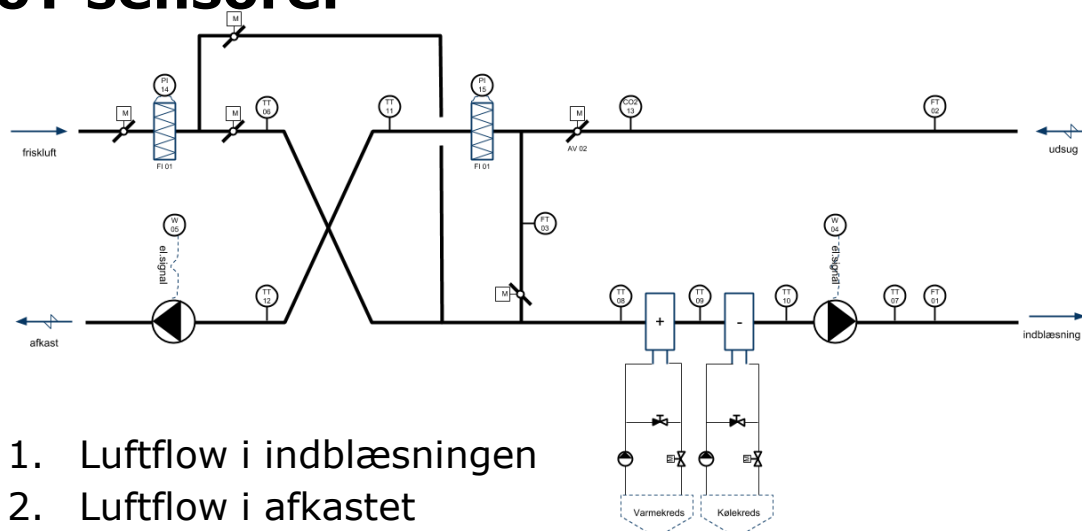 IoT sensorer
M
PI
14
PI
15
M
M
TT
06
TT
11
M
CO2
13
FT
02
friskluft
FI 01
FI 01
AV 02
udsug
W
05
FT
03
W
04
el.signal
el.signal
M
TT
12
TT
08
TT
09
TT
10
TT
07
FT
01
+
-
afkast
indblæsning
1. Luftflow i indblæsningen
M
M
2. Luftflow i afkastet
Varmekreds
Kølekreds